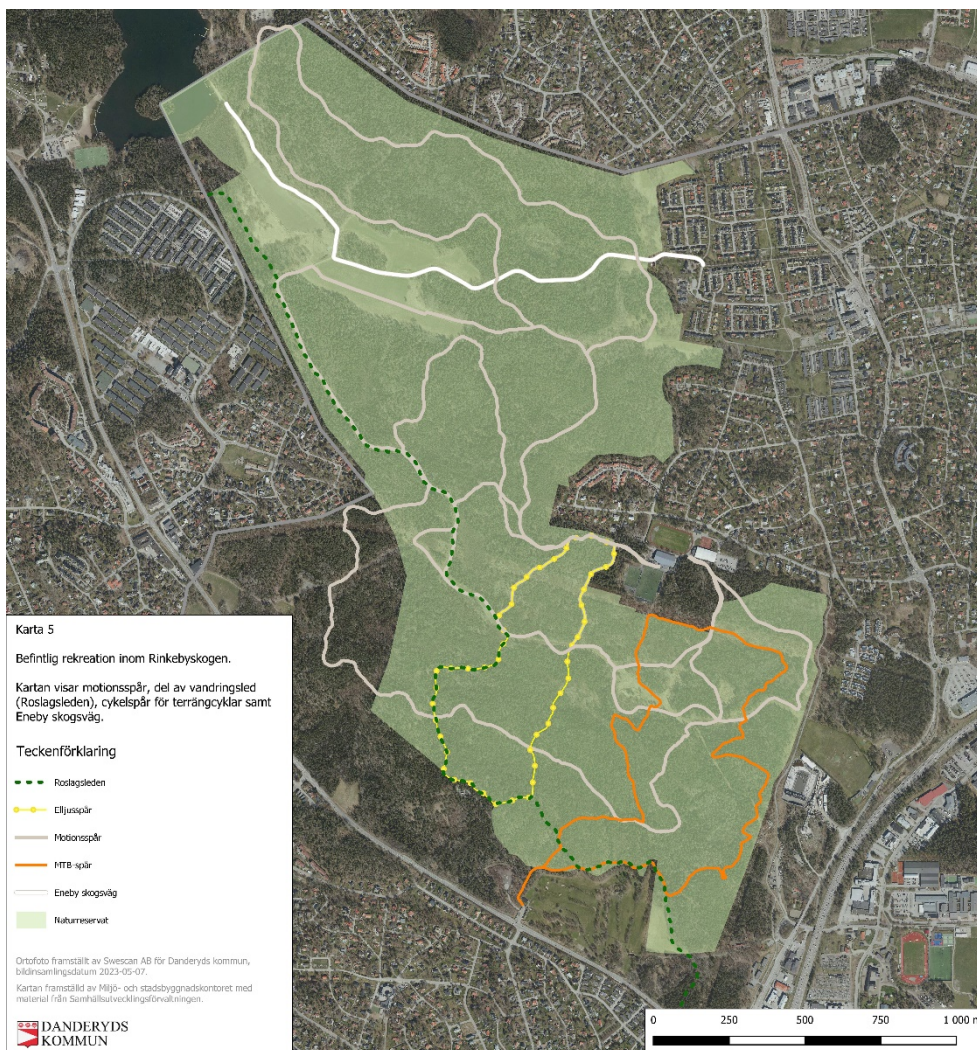 Karta 5
Befintlig rekreation inom Rinkebyskogen.
Kartan visar motionsspår, del av vandringsled
(Roslagsleden), cykelspår för terrängcyklar samt
Eneby skogsväg.
Teckenförklaring
Roslagsleden
Elljusspår
Motionsspår
MTB-spår
Eneby skogsväg
Naturreservat
Ortofoto framställt av Swescan AB för Danderyds kommun,
bildinsamlingsdatum 2023-05-07.
Kartan framställd av Miljö- och stadsbyggnadskontoret med
material från Samhällsutvecklingsförvaltningen.
DANDERYDS
KOMMUN
0 250 500 750 1 000 m